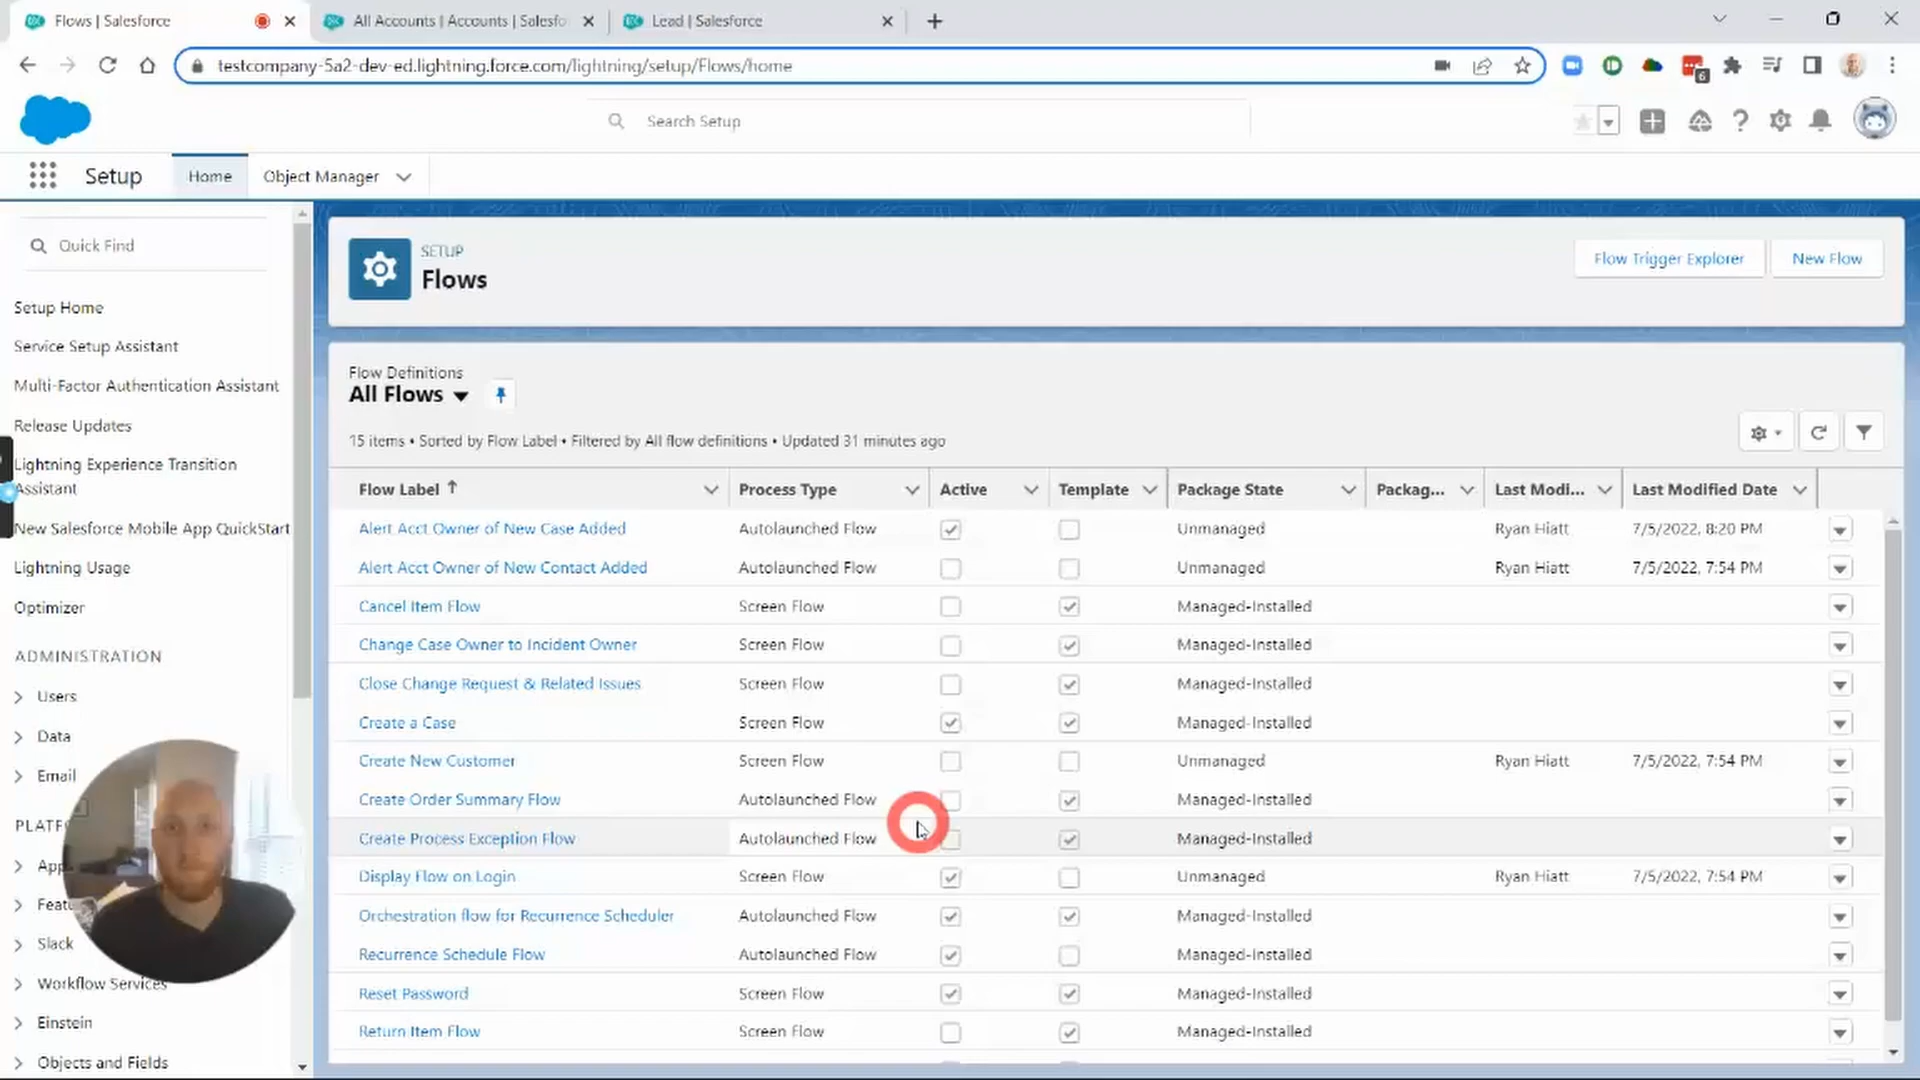 Flows | Salesforce
All Accounts | Accounts | Salesfo
Lead | Salesforce
testcompany-5a2-dev-ed.lightning.force.com/lightning/setup/Flows/home
6
Search Setup
Setup
Home
Object Manager
Quick Find
Setup Home
Service Setup Assistant
Multi-Factor Authentication Assistant
Release Updates
Lightning Experience Transition
Assistant
New Salesforce Mobile App QuickStart
Lightning Usage
Optimizer
ADMINISTRATION
Users
Data
Email
PLATF
App
Featu
Slack
Workflow Services
Einstein
Objects and Fields
SETUP
Flows
Flow Trigger Explorer
New Flow
Flow Definitions
All Flows
15 items • Sorted by Flow Label • Filtered by All flow definitions • Updated 31 minutes ago
Flow Label Process Type Active Template Package State Packag... Last Modi... Last Modified Date
Alert Acct Owner of New Case Added Autolaunched Flow Unmanaged Ryan Hiatt 7/5/2022, 8:20 PM
Alert Acct Owner of New Contact Added Autolaunched Flow Unmanaged Ryan Hiatt 7/5/2022, 7:54 PM
Cancel Item Flow Screen Flow Managed-Installed
Change Case Owner to Incident Owner Screen Flow Managed-Installed
Close Change Request & Related Issues Screen Flow Managed-Installed
Create a Case Screen Flow Managed-Installed
Create New Customer Screen Flow Unmanaged Ryan Hiatt 7/5/2022, 7:54 PM
Create Order Summary Flow Autolaunched Flow Managed-Installed
Create Process Exception Flow Autolaunched Flow Managed-Installed
Display Flow on Login Screen Flow Unmanaged Ryan Hiatt 7/5/2022, 7:54 PM
Orchestration flow for Recurrence Scheduler Autolaunched Flow Managed-Installed
Recurrence Schedule Flow Autolaunched Flow Managed-Installed
Reset Password Screen Flow Managed-Installed
Return Item Flow Screen Flow Managed-Installed